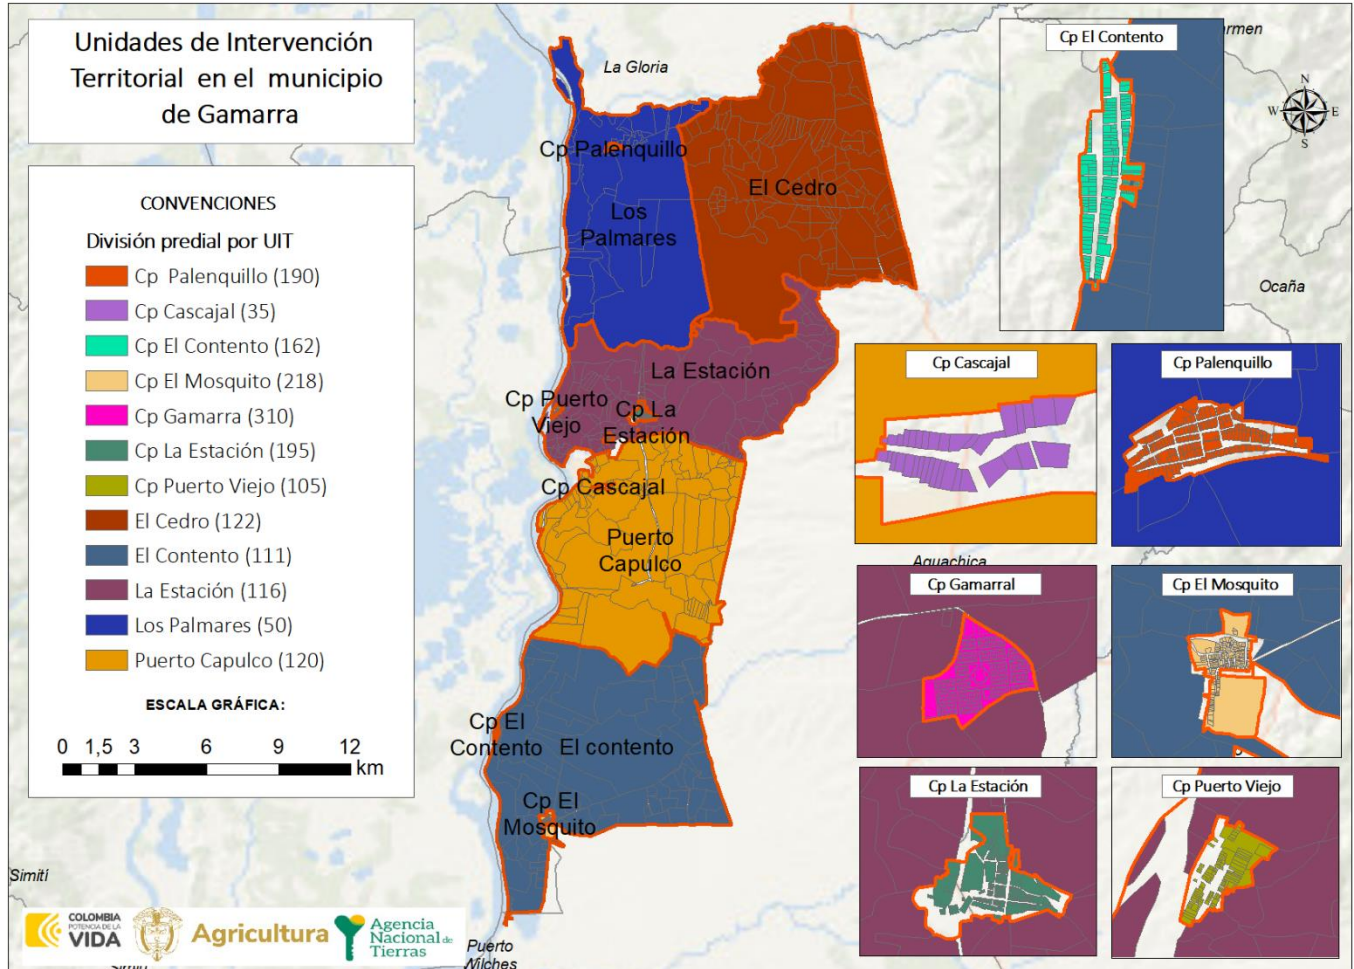 Unidades de Intervención
Territorial en el municipio
de Gamarra
CONVENCIONES
División predial por UIT
Cp Palenquillo (190)
Cp Cascajal (35)
Cp El Contento (162)
Cp El Mosquito (218)
Cp Gamarra (310)
Cp La Estación (195)
Cp Puerto Viejo (105)
El Cedro (122)
El Contento (111)
La Estación (116)
Los Palmares (50)
Puerto Capulco (120)
ESCALA GRÁFICA:
0 1,5 3 6 9 12
km
La Gloria
Cp Palenquillo
El Cedro
Los
Palmares
La Estación
Cp Puerto
Viejo
Cp La
Estación
Cp Cascajal
Puerto
Capulco
Cp El
Contento
El contento
Cp El
Mosquito
Simití
Puerto
Wilches
Cp El Contento
N
W E
S
Ocaña
Cp Cascajal
Cp Palenquillo
Aguachica
Cp Gamarral
Cp El Mosquito
Cp La Estación
Cp Puerto Viejo
COLOMBIA
POTENCIA DE LA
VIDA
Agricultura
Agencia
Nacional de
Tierras